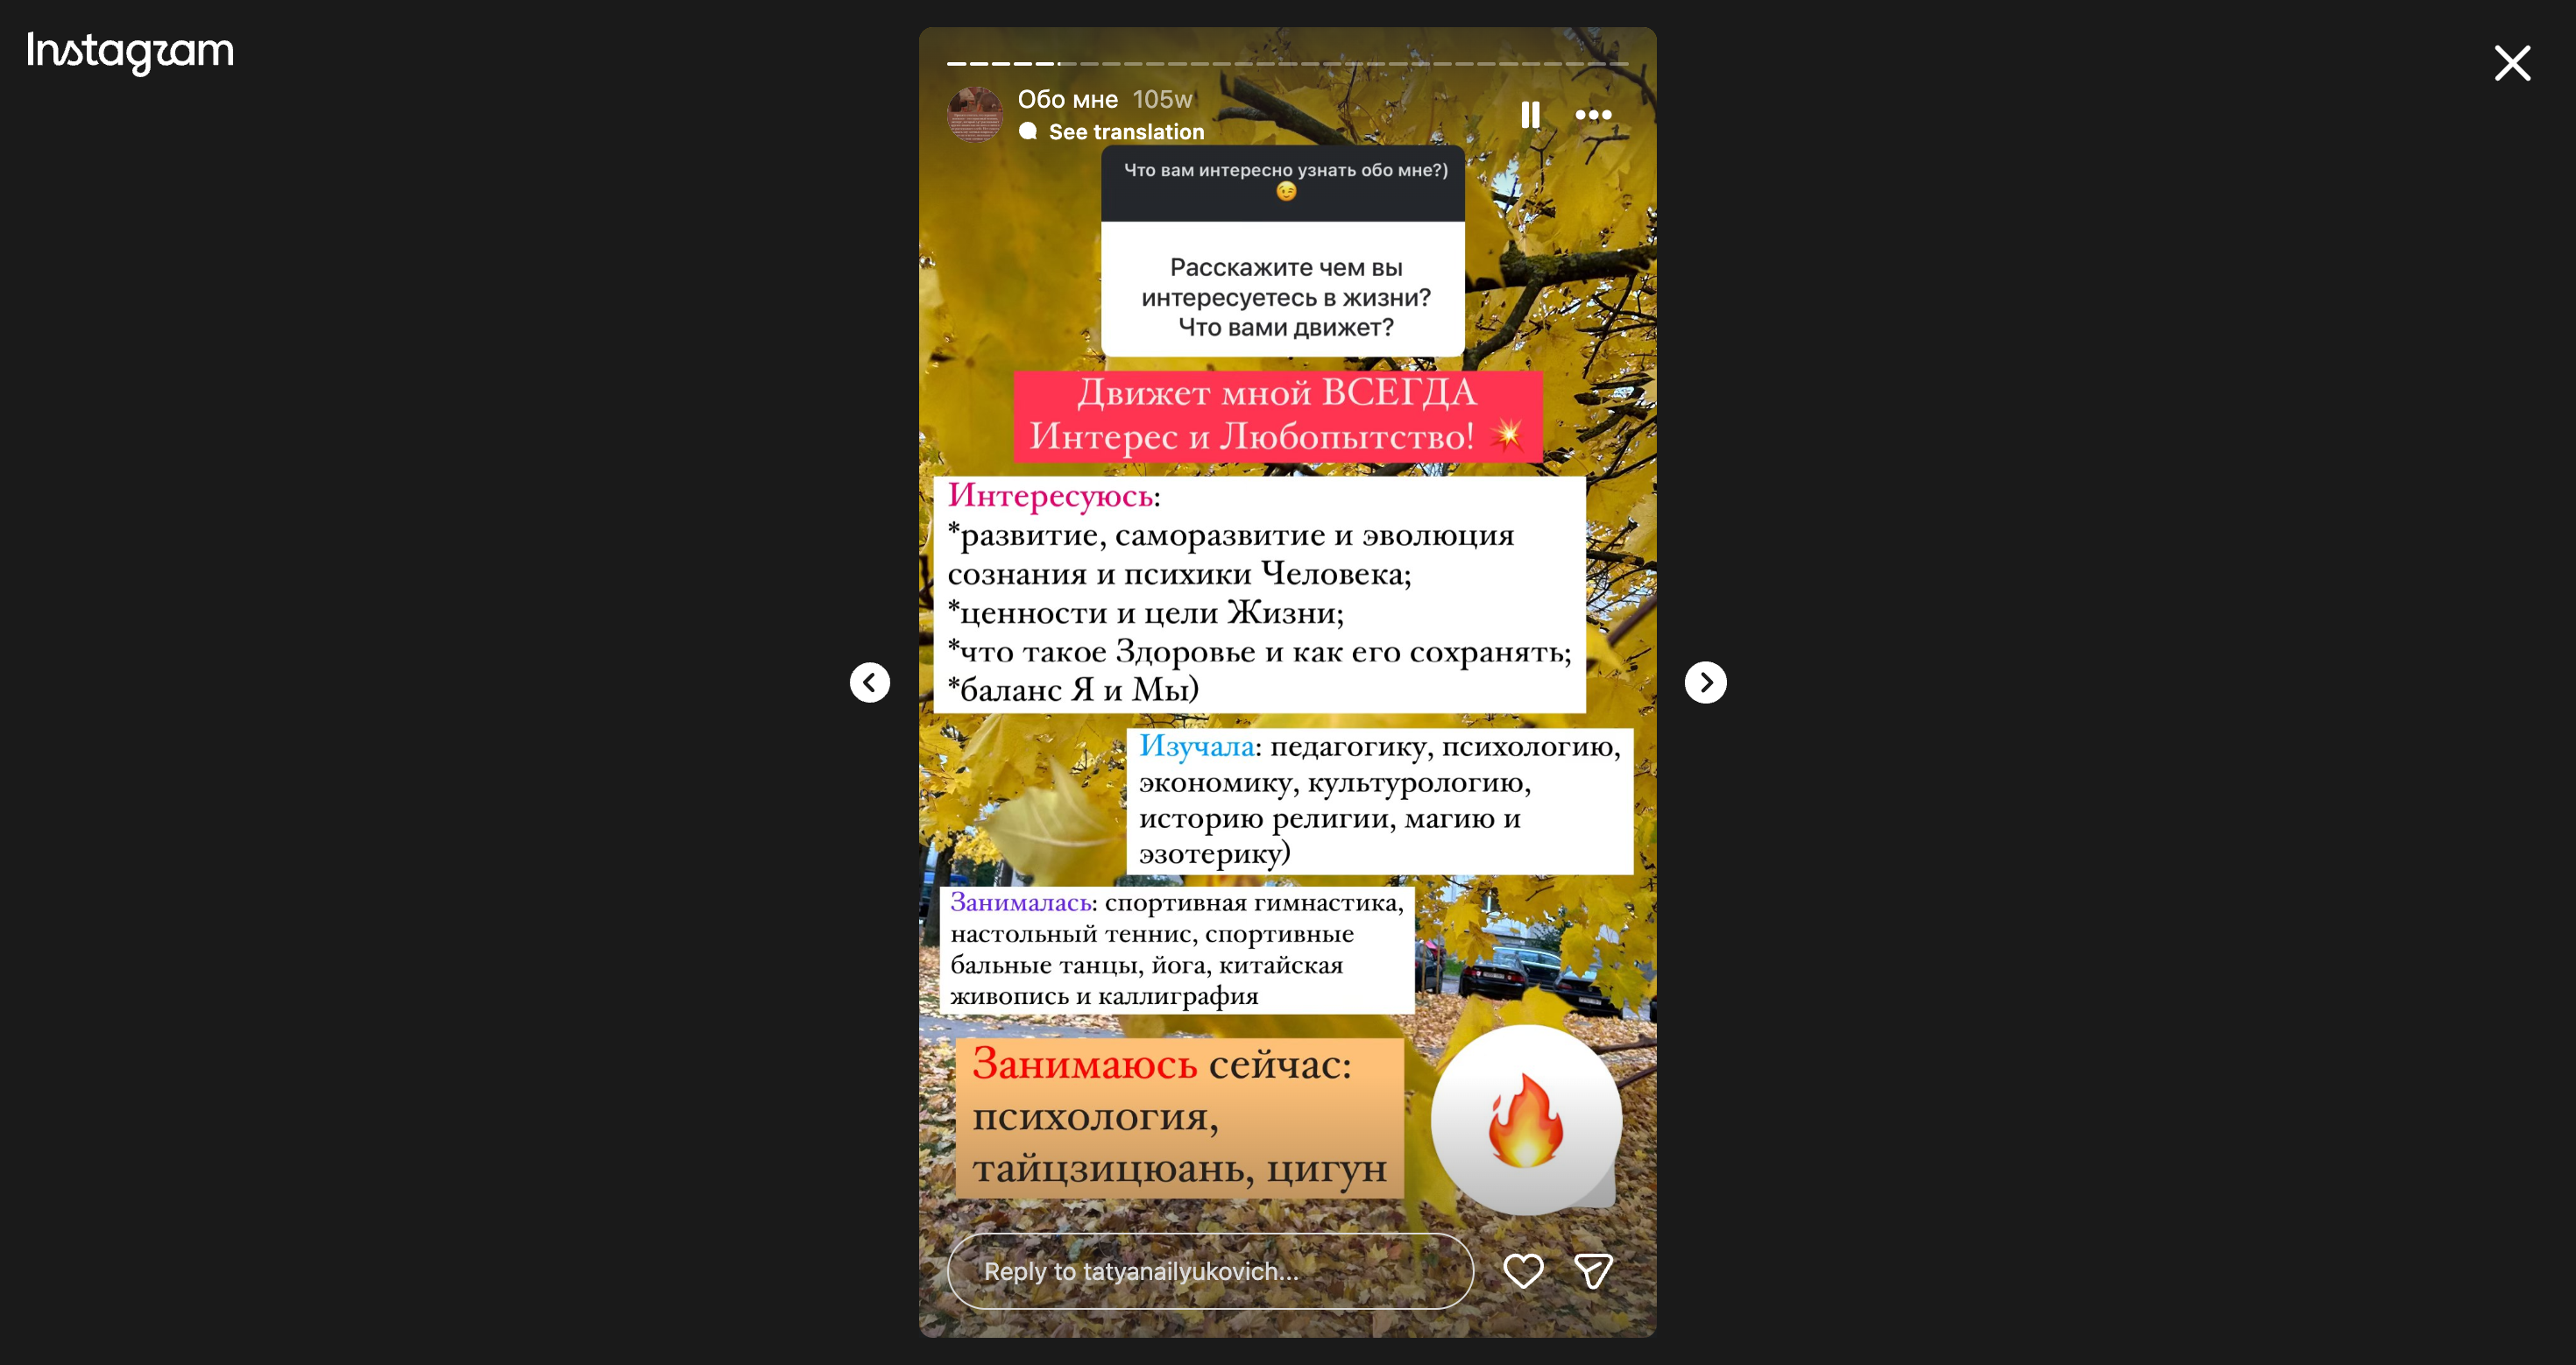 Instagram
Обо мне 105w
See translation
Что вам интересно узнать обо мне?)
😉
Расскажите чем вы
интересуетесь в жизни?
Что вами движет?
Движет мной ВСЕГДА
Интерес и Любопытство! 💥
Интересуюсь:
*развитие, саморазвитие и эволюция
сознания и психики Человека;
*ценности и цели Жизни;
*что такое Здоровье и как его сохранять;
*баланс Я и Мы)
Изучала: педагогику, психологию,
экономику, культурологию,
историю религии, магию и
эзотерику)
Занималась: спортивная гимнастика,
настольный теннис, спортивные
бальные танцы, йога, китайская
живопись и каллиграфия
Занимаюсь сейчас:
психология,
тайцзицюань, цигун
🔥
Reply to tatyanailyukovich...